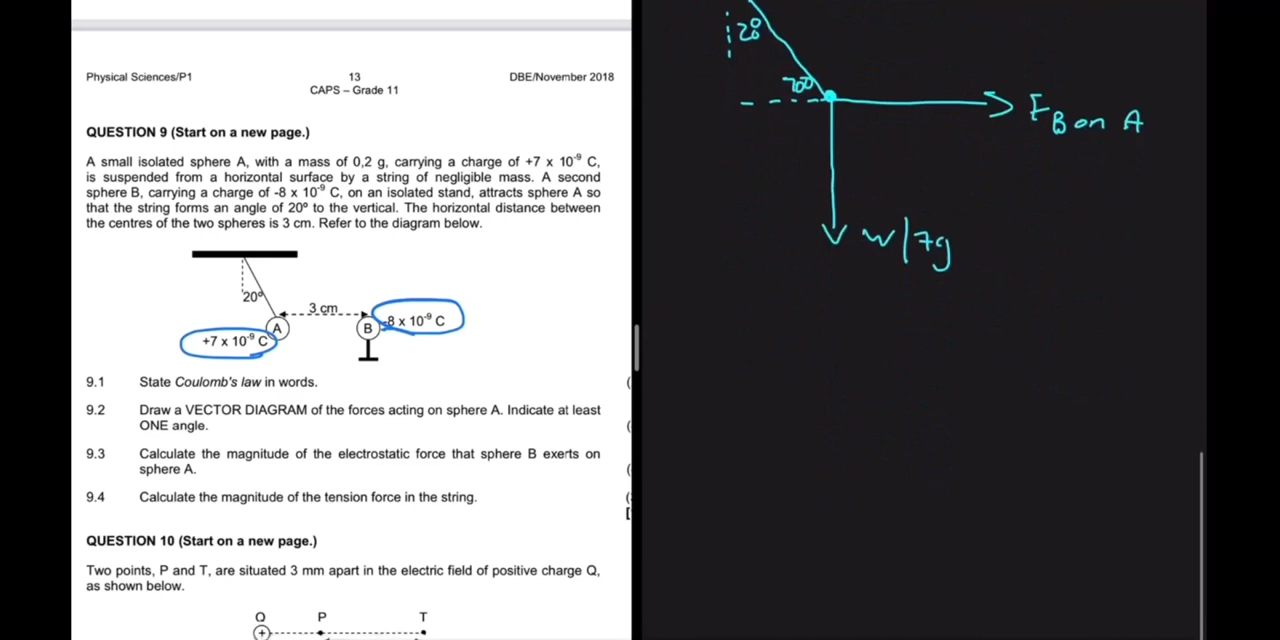 Physical Sciences/P1
13
DBE/November 2018
CAPS – Grade 11
QUESTION 9 (Start on a new page.)
A small isolated sphere A, with a mass of 0,2 g, carrying a charge of +7 x 10⁻⁹ C,
is suspended from a horizontal surface by a string of negligible mass. A second
sphere B, carrying a charge of -8 x 10⁻⁹ C, on an isolated stand, attracts sphere A so
that the string forms an angle of 20º to the vertical. The horizontal distance between
the centres of the two spheres is 3 cm. Refer to the diagram below.
20º
3 cm
A
B
-8 x 10⁻⁹ C
+7 x 10⁻⁹ C
9.1 State Coulomb's law in words.
9.2 Draw a VECTOR DIAGRAM of the forces acting on sphere A. Indicate at least
ONE angle.
9.3 Calculate the magnitude of the electrostatic force that sphere B exerts on
sphere A.
9.4 Calculate the magnitude of the tension force in the string.
QUESTION 10 (Start on a new page.)
Two points, P and T, are situated 3 mm apart in the electric field of positive charge Q,
as shown below.
Q P T
+
20
70º
F B on A
w/7g